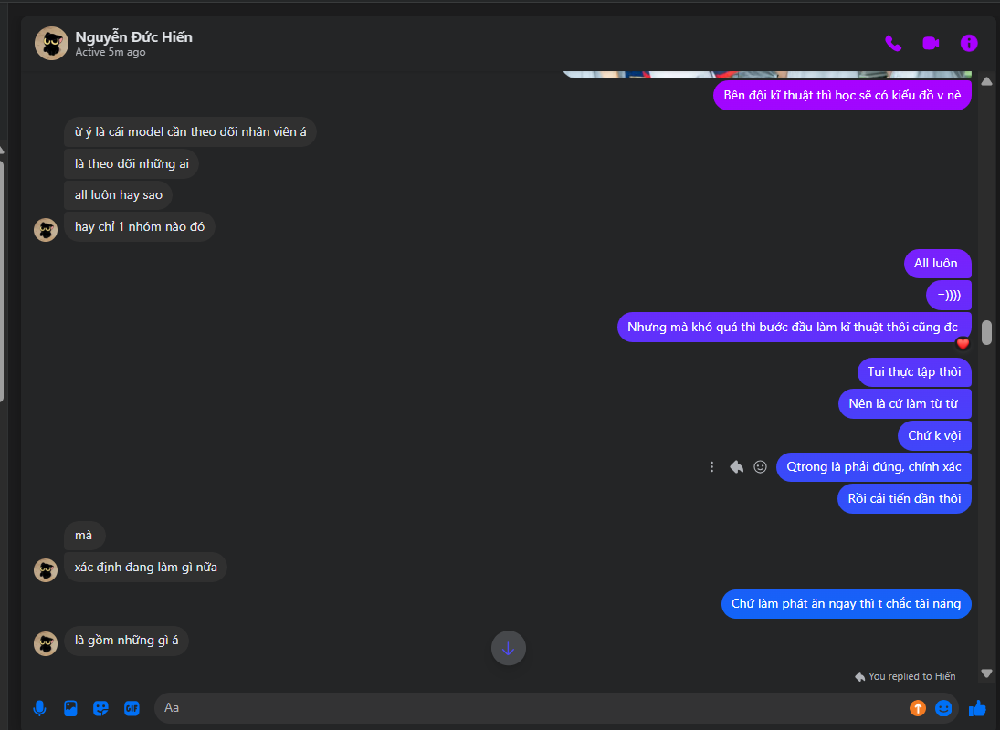 Nguyễn Đức Hiến
Active 5m ago
Bên đội kĩ thuật thì học sẽ có kiểu đồ v nè
ừ ý là cái model cần theo dõi nhân viên á
là theo dõi những ai
all luôn hay sao
hay chỉ 1 nhóm nào đó
All luôn
=))))
Nhưng mà khó quá thì bước đầu làm kĩ thuật thôi cũng đc
Tui thực tập thôi
Nên là cứ làm từ từ
Chứ k vội
Qtrong là phải đúng, chính xác
Rồi cải tiến dần thôi
mà
xác định đang làm gì nữa
Chứ làm phát ăn ngay thì t chắc tài năng
là gồm những gì á
You replied to Hiến
GIF
Aa